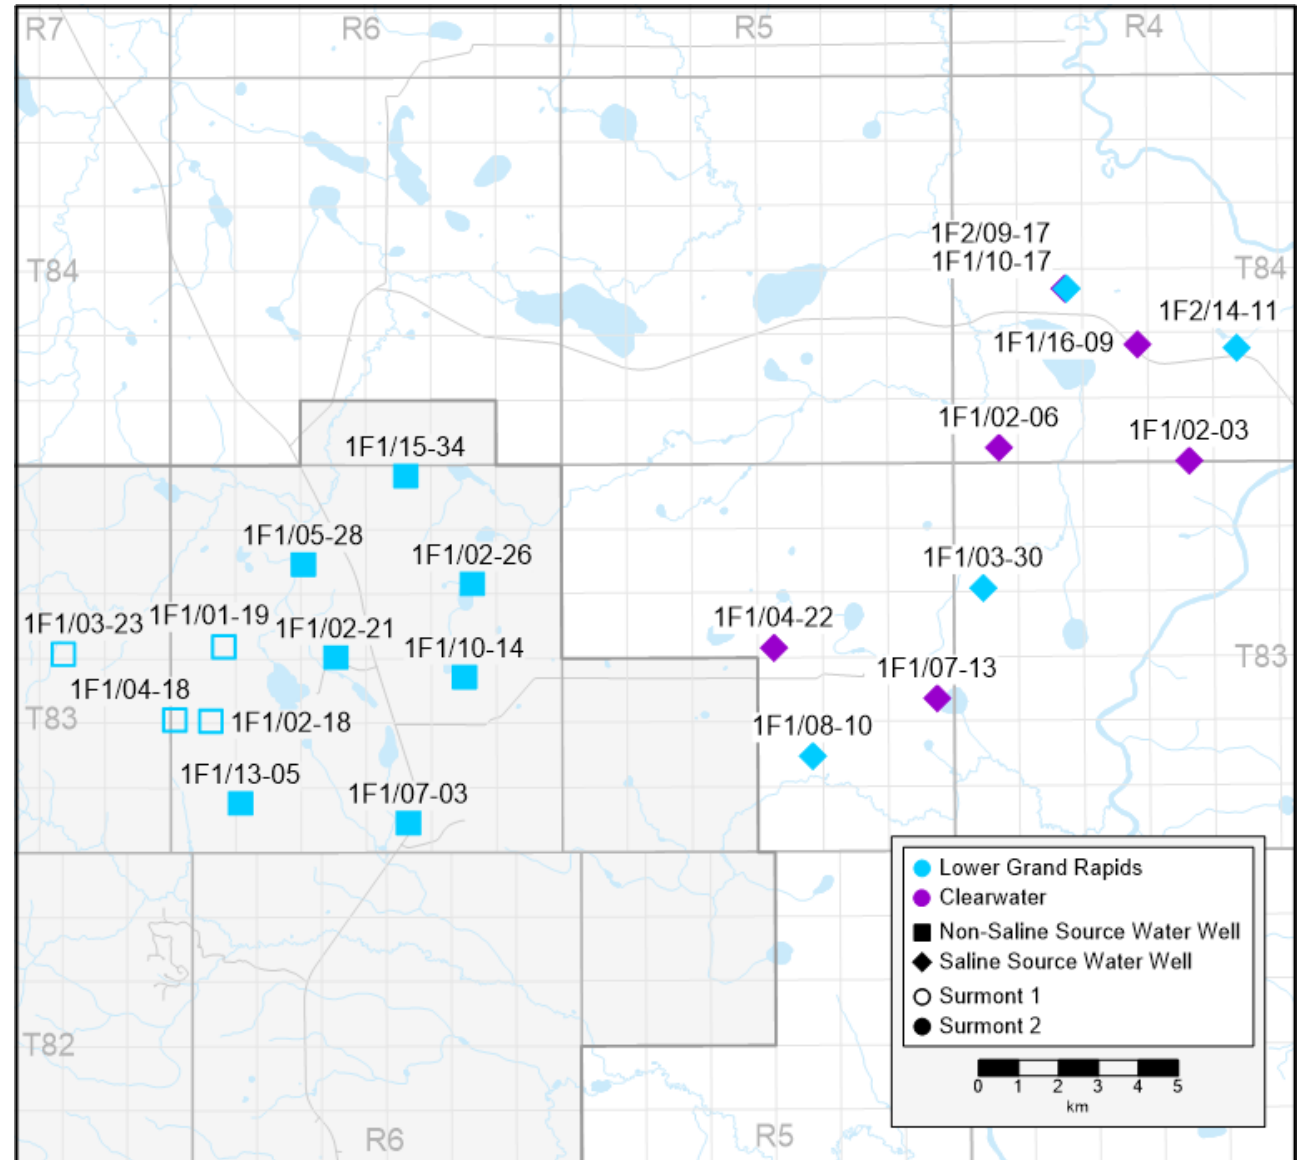 R7
R6
R5
R4
1F2/09-17
1F1/10-17
T84
T84
1F2/14-11
1F1/16-09
1F1/02-06
1F1/02-03
1F1/15-34
1F1/05-28
1F1/02-26
1F1/03-30
1F1/03-23
1F1/01-19
1F1/02-21
1F1/10-14
1F1/04-22
1F1/07-13
T83
1F1/04-18
T83
1F1/02-18
1F1/08-10
1F1/13-05
1F1/07-03
Lower Grand Rapids
Clearwater
Non-Saline Source Water Well
Saline Source Water Well
Surmont 1
Surmont 2
0 1 2 3 4 5
km
T82
R6
R5